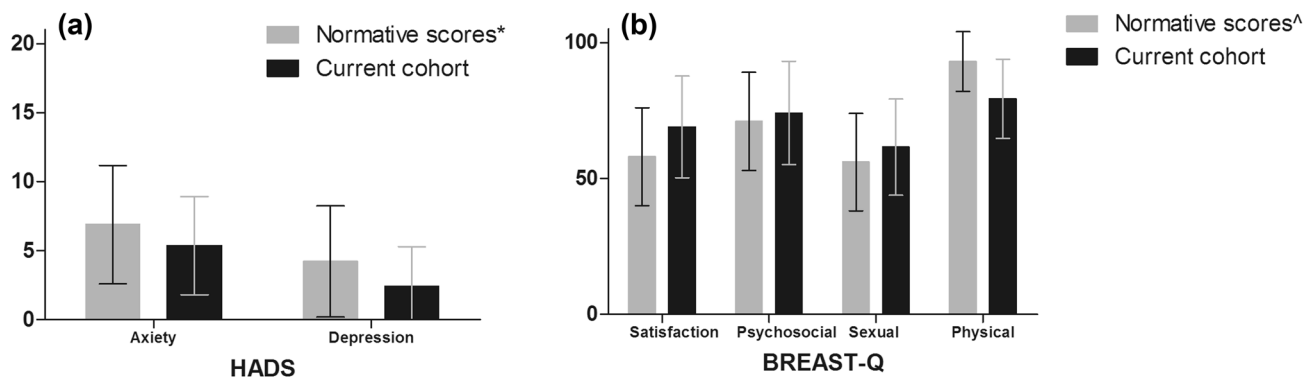 (a)
Normative scores*
Current cohort
20
15
10
5
0
Axiety
Depression
HADS
(b)
Normative scores^
Current cohort
100
50
0
Satisfaction
Psychosocial
Sexual
Physical
BREAST-Q